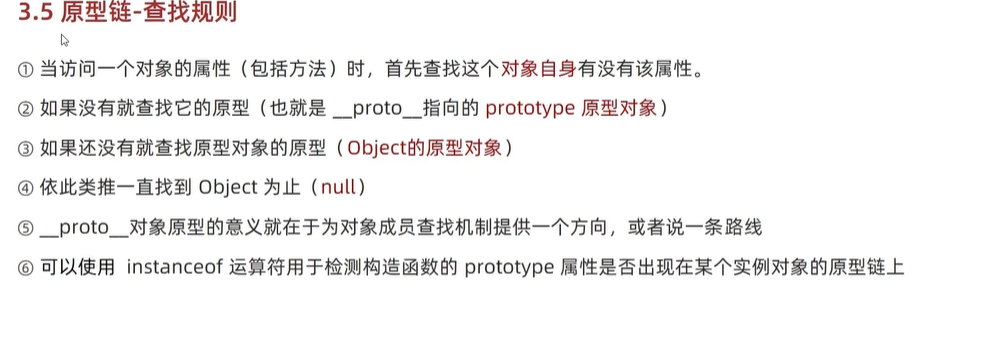 3.5 原型链-查找规则
① 当访问一个对象的属性（包括方法）时，首先查找这个对象自身有没有该属性。
② 如果没有就查找它的原型（也就是 __proto__指向的 prototype 原型对象）
③ 如果还没有就查找原型对象的原型（Object的原型对象）
④ 依此类推一直找到 Object 为止（null）
⑤ __proto__对象原型的意义就在于为对象成员查找机制提供一个方向，或者说一条路线
⑥ 可以使用 instanceof 运算符用于检测构造函数的 prototype 属性是否出现在某个实例对象的原型链上